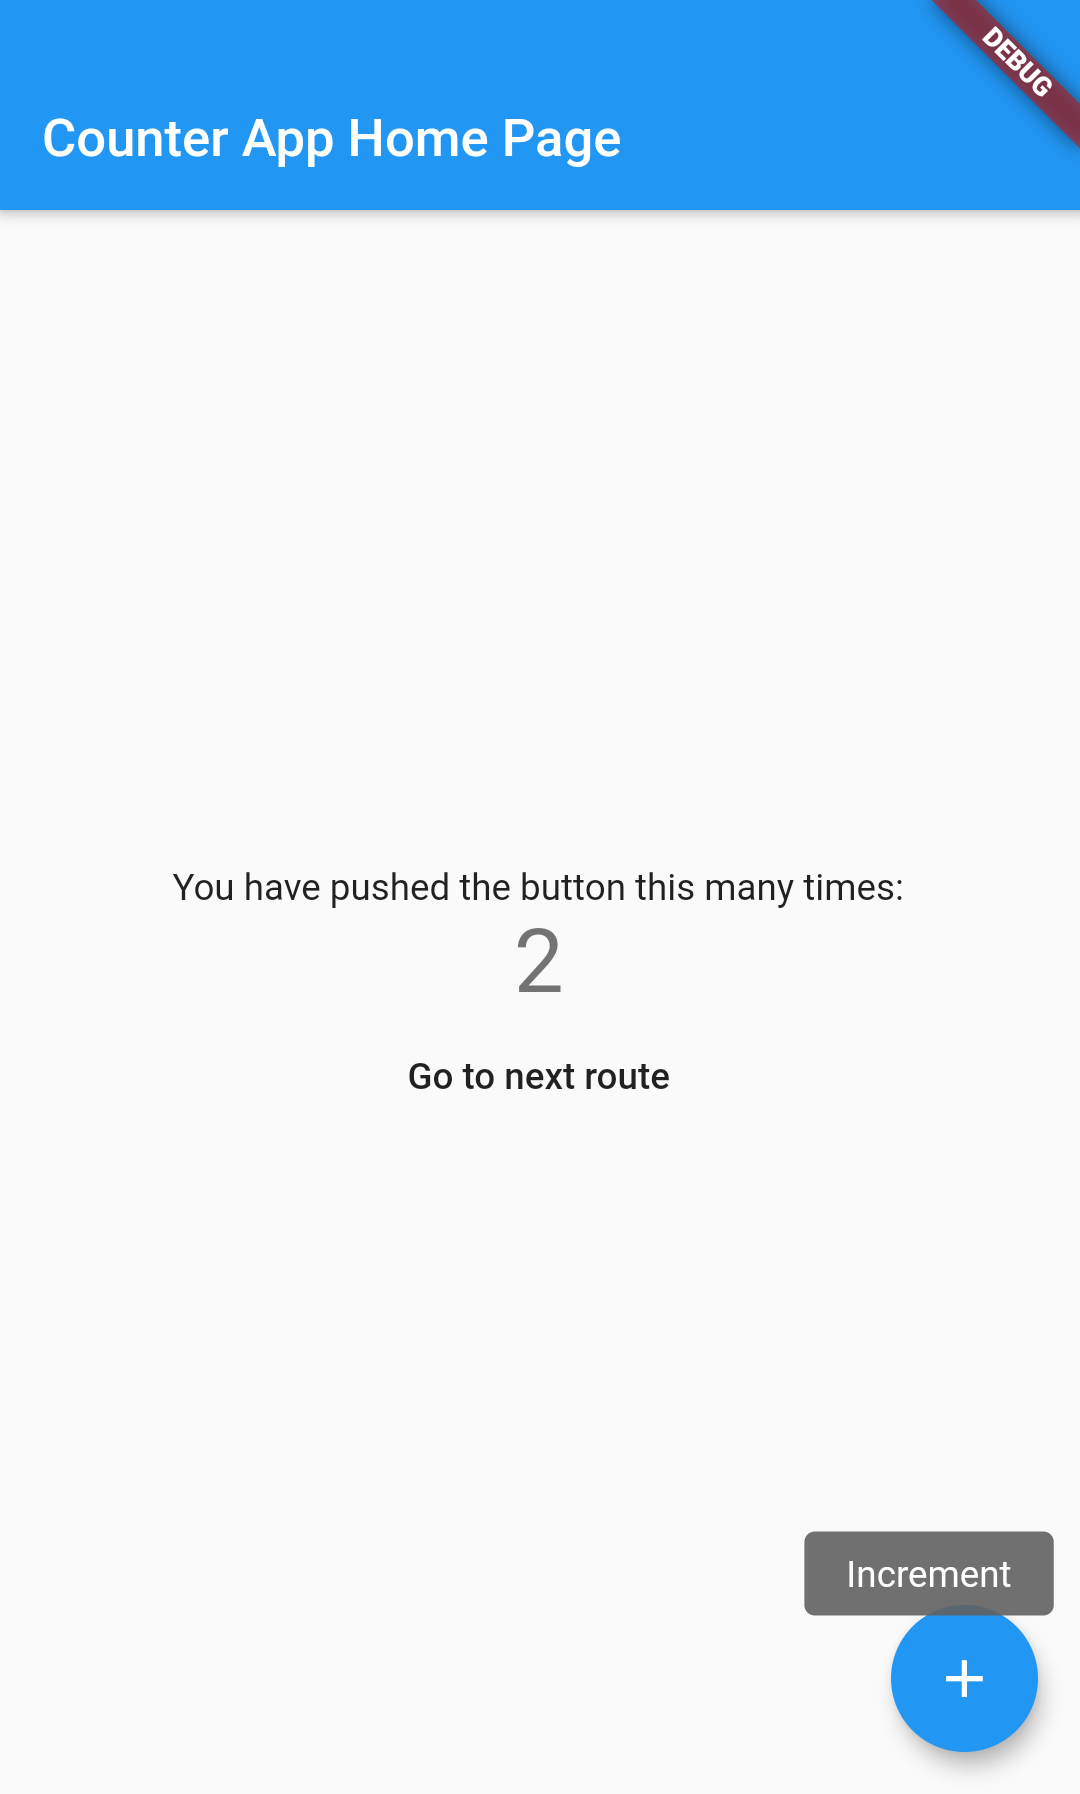 DEBUG
Counter App Home Page
You have pushed the button this many times:
2
Go to next route
Increment
+